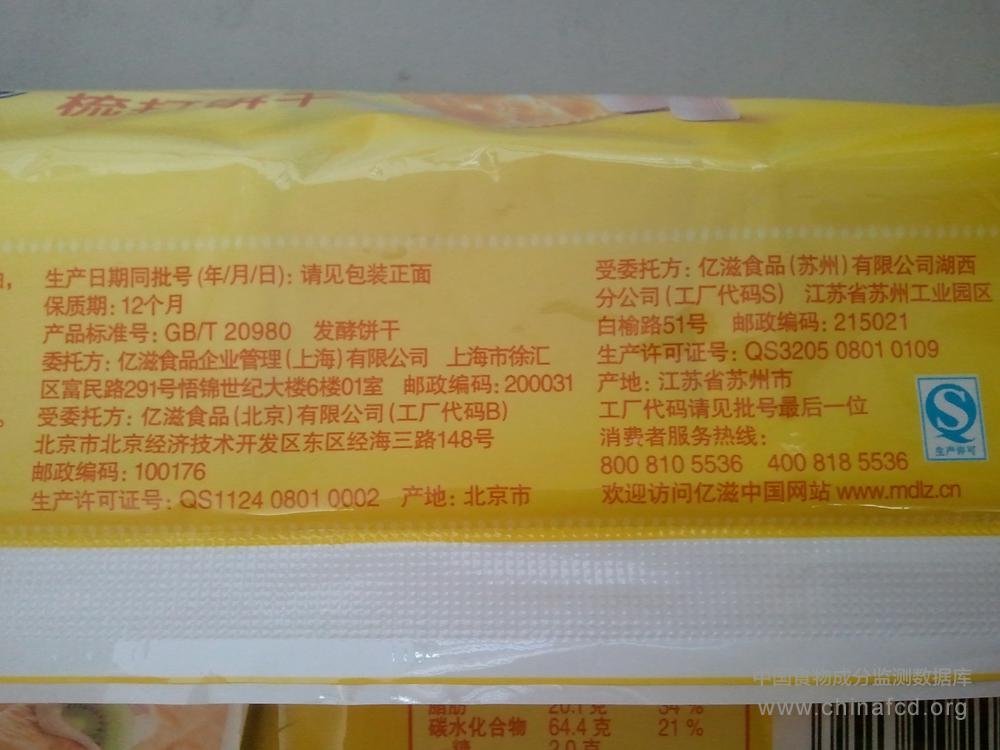 梳打饼干
生产日期同批号(年/月/日): 请见包装正面
保质期: 12个月
产品标准号: GB/T 20980 发酵饼干
委托方: 亿滋食品企业管理(上海)有限公司 上海市徐汇
区富民路291号悟锦世纪大楼6楼01室 邮政编码: 200031
受委托方: 亿滋食品(北京)有限公司(工厂代码B)
北京市北京经济技术开发区东区经海三路148号
邮政编码: 100176
生产许可证号: QS1124 0801 0002 产地: 北京市
受委托方: 亿滋食品(苏州)有限公司湖西
分公司(工厂代码S) 江苏省苏州工业园区
白榆路51号 邮政编码: 215021
生产许可证号: QS3205 0801 0109
产地: 江苏省苏州市
工厂代码请见批号最后一位
消费者服务热线:
800 810 5536 400 818 5536
欢迎访问亿滋中国网站 www.mdlz.cn
生产许可
中国食物成分监测数据库
www.chinafcd.org
脂肪 20.1 克 34 %
碳水化合物 64.4 克 21 %
糖 2.0 克